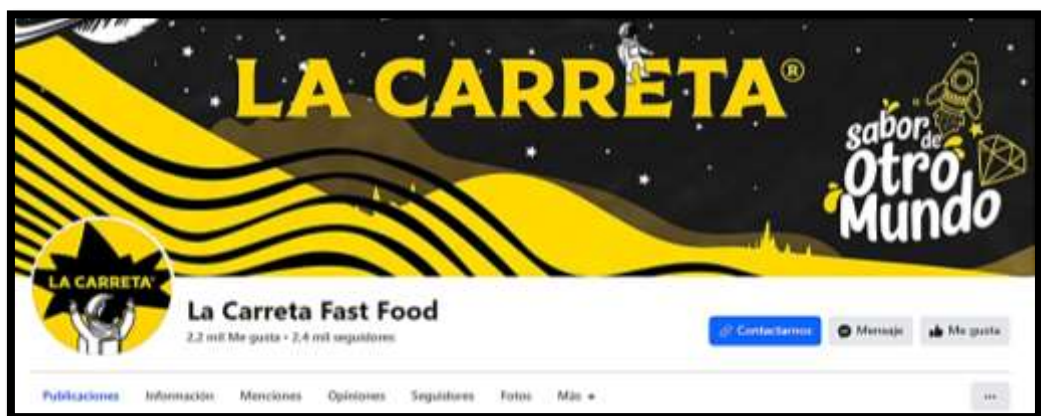 LA CARRETA®
sabor de
Otro
Mundo
LA CARRETA®
La Carreta Fast Food
2,2 mil Me gusta • 2,4 mil seguidores
Contactarnos Mensaje Me gusta
Publicaciones Información Menciones Opiniones Seguidores Fotos Más